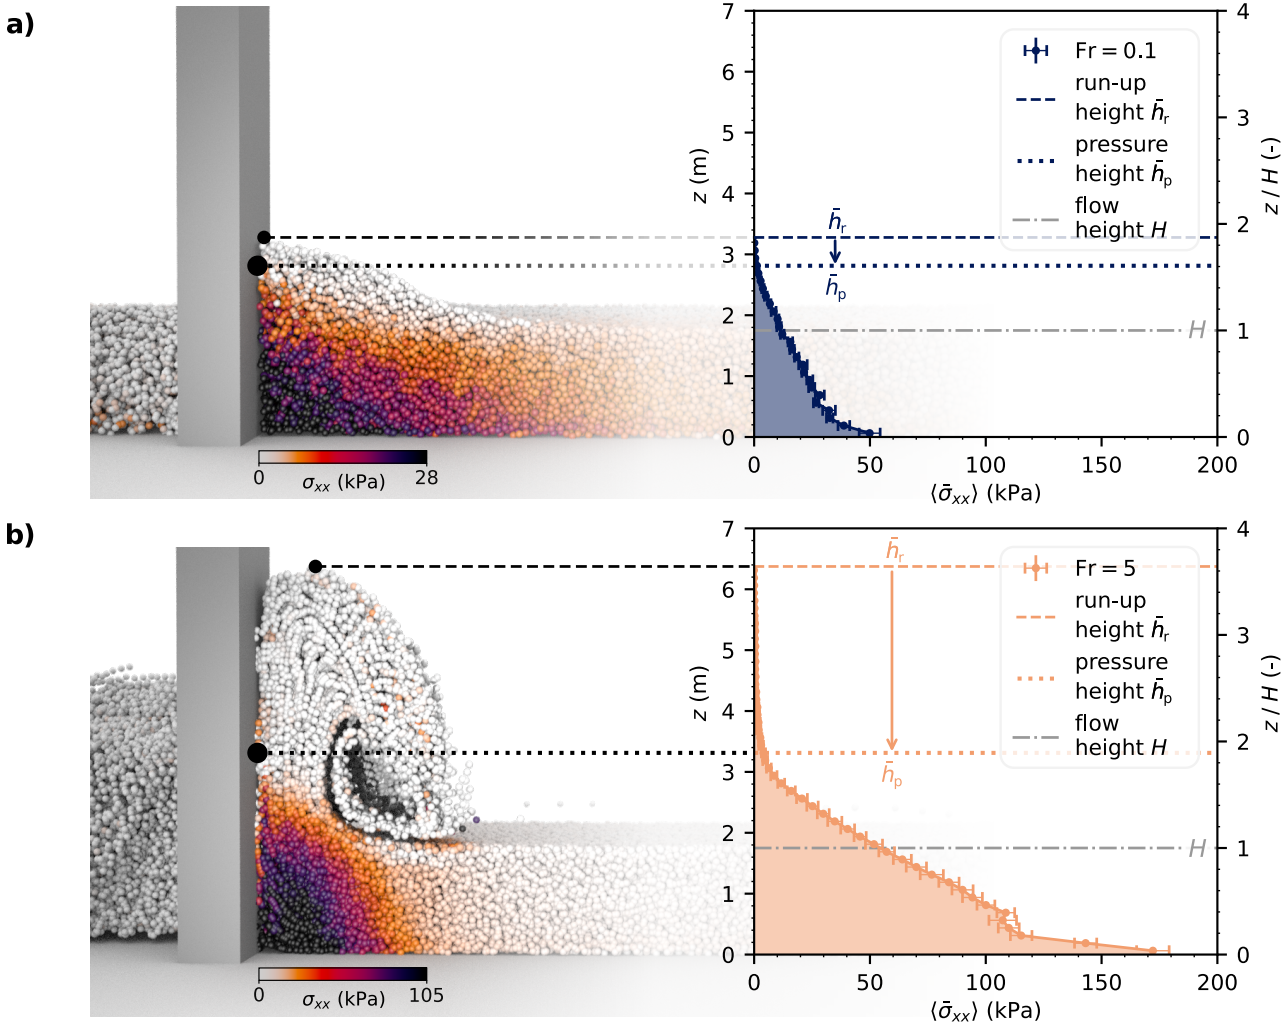 a)
7
6
5
4
3
2
1
0
z (m)
0
50
100
150
200
⟨σ̄ₓₓ⟩ (kPa)
4
3
2
1
0
z / H (-)
Fr = 0.1
run-up
height h̄ᵣ
pressure
height h̄ₚ
flow
height H
h̄ᵣ
h̄ₚ
H
0
28
σₓₓ (kPa)
b)
7
6
5
4
3
2
1
0
z (m)
0
50
100
150
200
⟨σ̄ₓₓ⟩ (kPa)
4
3
2
1
0
z / H (-)
Fr = 5
run-up
height h̄ᵣ
pressure
height h̄ₚ
flow
height H
h̄ᵣ
h̄ₚ
H
0
105
σₓₓ (kPa)